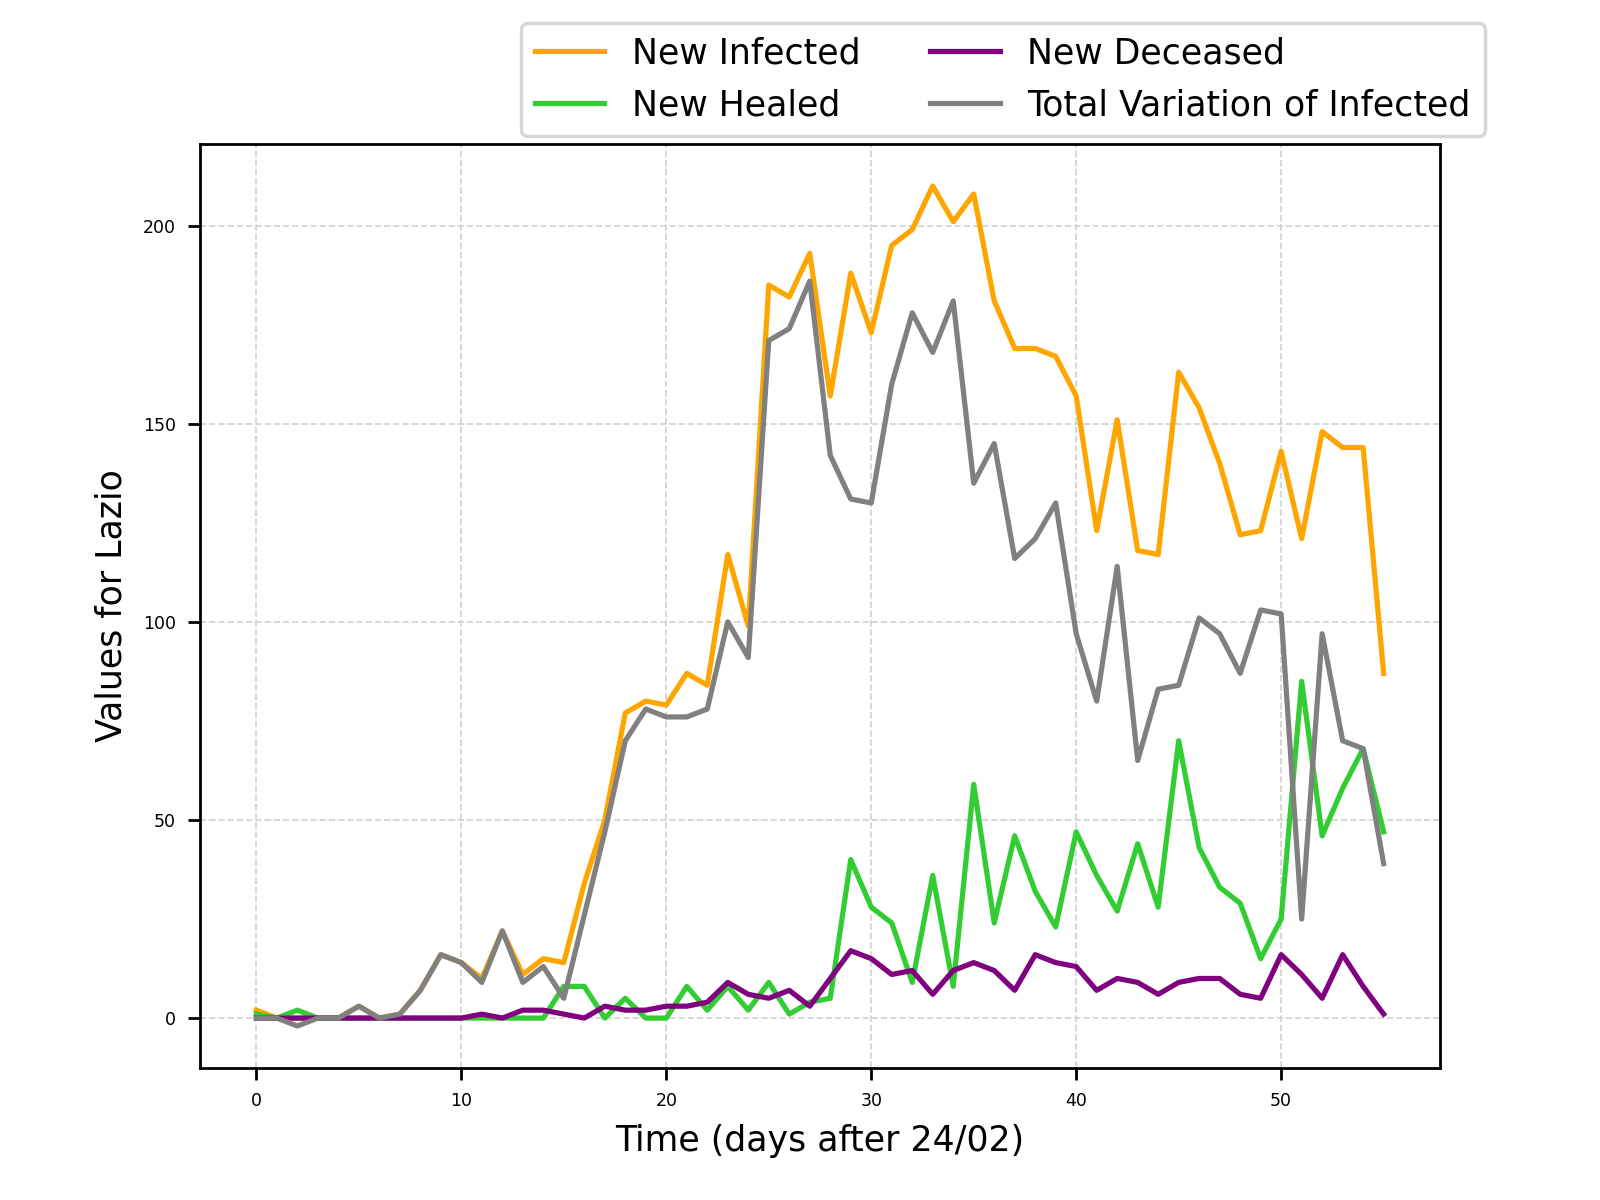 New Infected
New Healed
New Deceased
Total Variation of Infected
200
150
100
50
0
Values for Lazio
0 10 20 30 40 50
Time (days after 24/02)